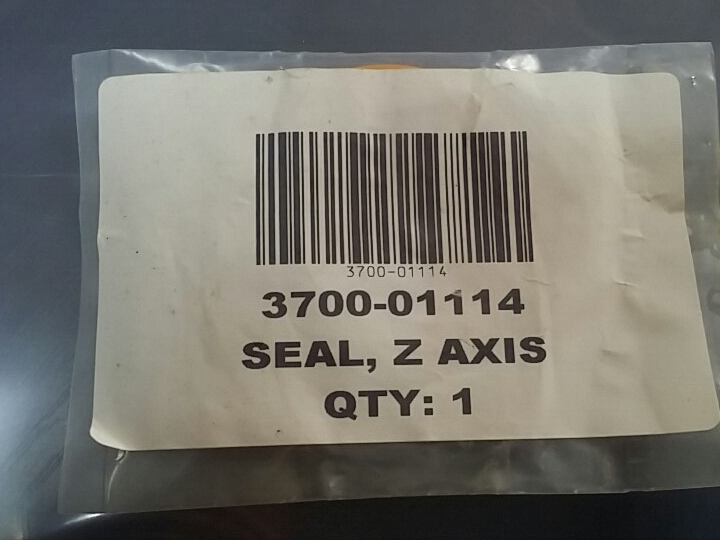 3700-01114
3700-01114
SEAL, Z AXIS
QTY: 1